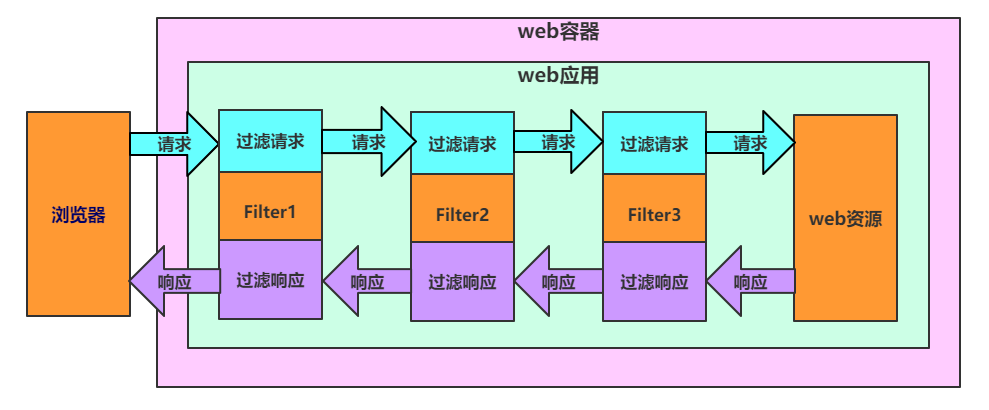 web容器
web应用
请求
过滤请求
请求
过滤请求
请求
过滤请求
请求
浏览器
Filter1
Filter2
Filter3
web资源
响应
过滤响应
响应
过滤响应
响应
过滤响应
响应